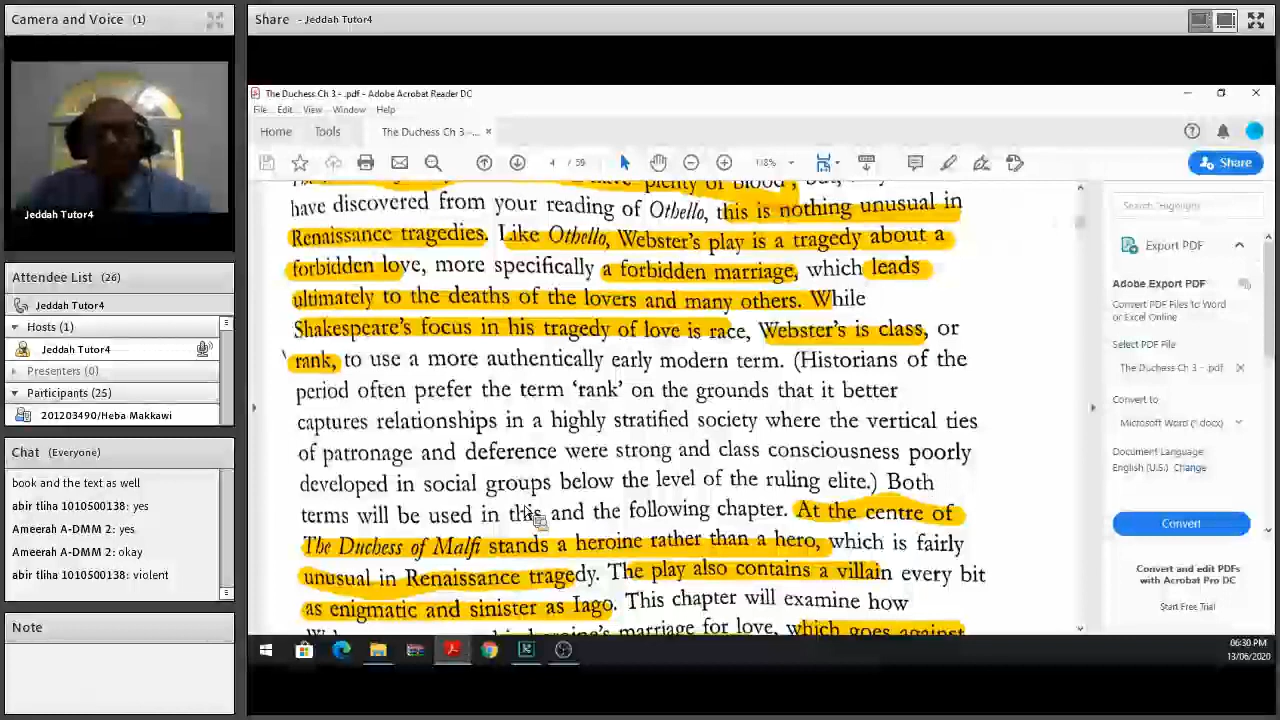 Camera and Voice (1)
Jeddah Tutor4
Attendee List (26)
Jeddah Tutor4
Hosts (1)
Jeddah Tutor4
Presenters (0)
Participants (25)
201203490/Heba Makkawi
Chat (Everyone)
book and the text as well
abir tliha 1010500138: yes
Ameerah A-DMM 2: yes
Ameerah A-DMM 2: okay
abir tliha 1010500138: violent
Note
Share - Jeddah Tutor4
The Duchess Ch 3 - .pdf - Adobe Acrobat Reader DC
File Edit View Window Help
Home Tools The Duchess Ch 3 -... ×
4 / 59 118%
Share
plenty of blood', but,
have discovered from your reading of Othello, this is nothing unusual in
Renaissance tragedies. Like Othello, Webster's play is a tragedy about a
forbidden love, more specifically a forbidden marriage, which leads
ultimately to the deaths of the lovers and many others. While
Shakespeare's focus in his tragedy of love is race, Webster's is class, or
rank, to use a more authentically early modern term. (Historians of the
period often prefer the term 'rank' on the grounds that it better
captures relationships in a highly stratified society where the vertical ties
of patronage and deference were strong and class consciousness poorly
developed in social groups below the level of the ruling elite.) Both
terms will be used in this and the following chapter. At the centre of
The Duchess of Malfi stands a heroine rather than a hero, which is fairly
unusual in Renaissance tragedy. The play also contains a villain every bit
as enigmatic and sinister as Iago. This chapter will examine how
heroine's marriage for love, which goes against
Export PDF
Adobe Export PDF
Convert PDF Files to Word
or Excel Online
Select PDF File
The Duchess Ch 3 - .pdf
Convert to
Microsoft Word (*.docx)
Document Language:
English (U.S.) Change
Convert
Convert and edit PDFs
with Acrobat Pro DC
Start Free Trial
06:30 PM
13/06/2020